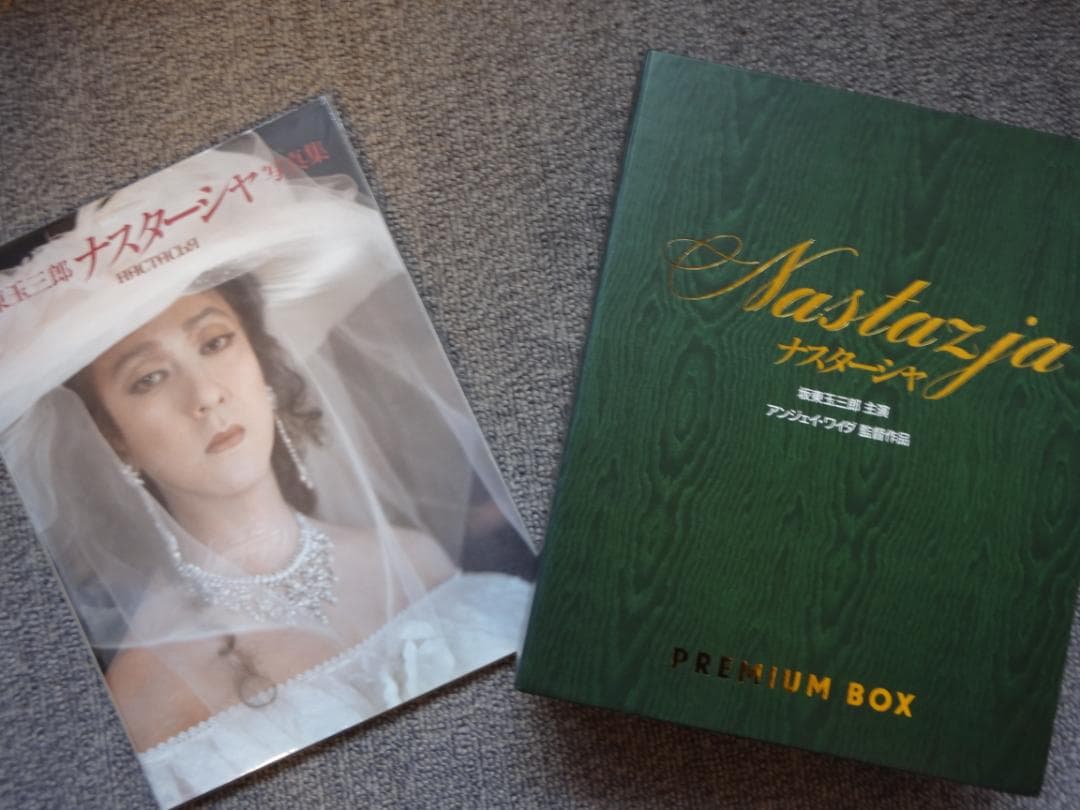 東玉三郎 ナスターシャ 写真集
НАСТАСЬЯ
Nastazja
ナスターシャ
坂東玉三郎 主演
アンジェイ・ワイダ 監督作品
PREMIUM BOX